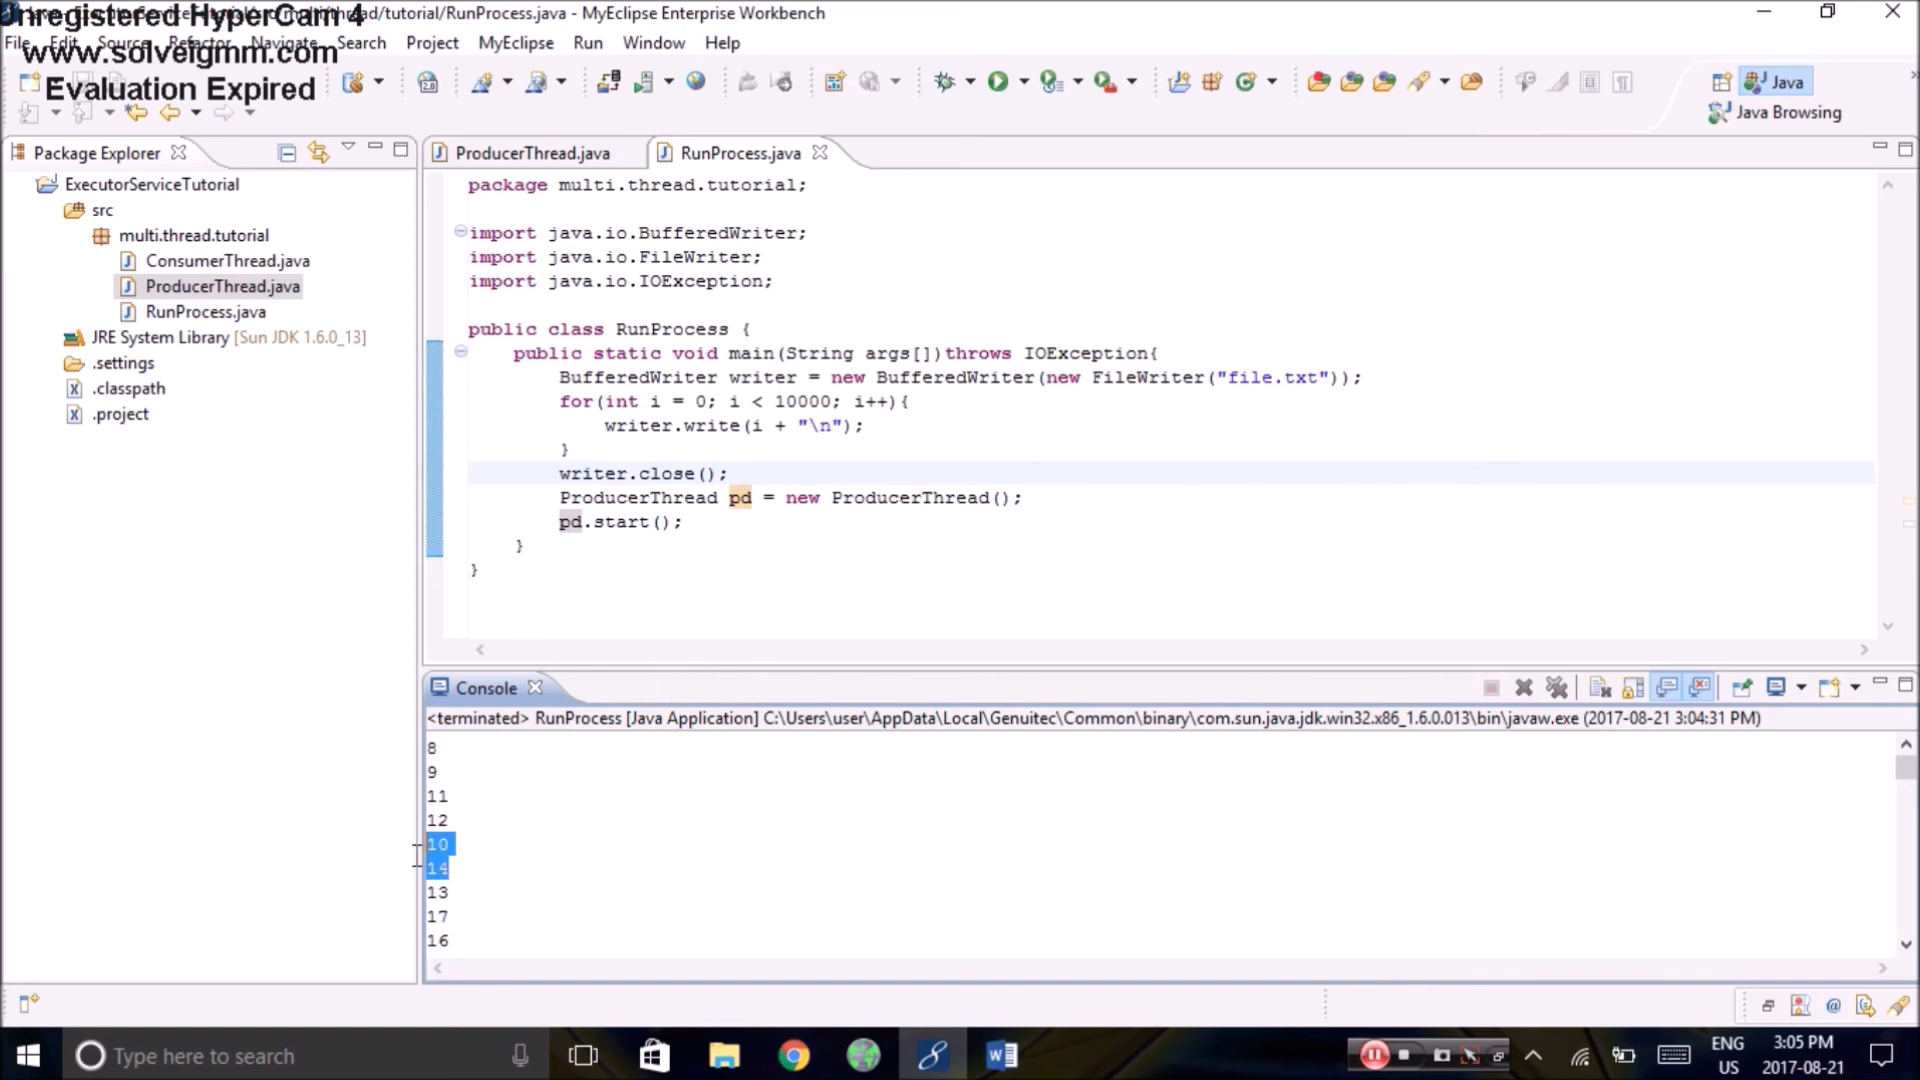 Unregistered HyperCam 4
www.solveigmm.com
Evaluation Expired
/thread/tutorial/RunProcess.java - MyEclipse Enterprise Workbench
File Edit Source Refactor Navigate Search Project MyEclipse Run Window Help
Java
Java Browsing
Package Explorer
ExecutorServiceTutorial
src
multi.thread.tutorial
ConsumerThread.java
ProducerThread.java
RunProcess.java
JRE System Library [Sun JDK 1.6.0_13]
.settings
.classpath
.project
ProducerThread.java RunProcess.java
package multi.thread.tutorial;
import java.io.BufferedWriter;
import java.io.FileWriter;
import java.io.IOException;
public class RunProcess {
public static void main(String args[])throws IOException{
BufferedWriter writer = new BufferedWriter(new FileWriter("file.txt"));
for(int i = 0; i < 10000; i++){
writer.write(i + "\n");
}
writer.close();
ProducerThread pd = new ProducerThread();
pd.start();
}
}
Console
<terminated> RunProcess [Java Application] C:\Users\user\AppData\Local\Genuitec\Common\binary\com.sun.java.jdk.win32.x86_1.6.0.013\bin\javaw.exe (2017-08-21 3:04:31 PM)
8
9
11
12
10
14
13
17
16
Type here to search
ENG
US
3:05 PM
2017-08-21